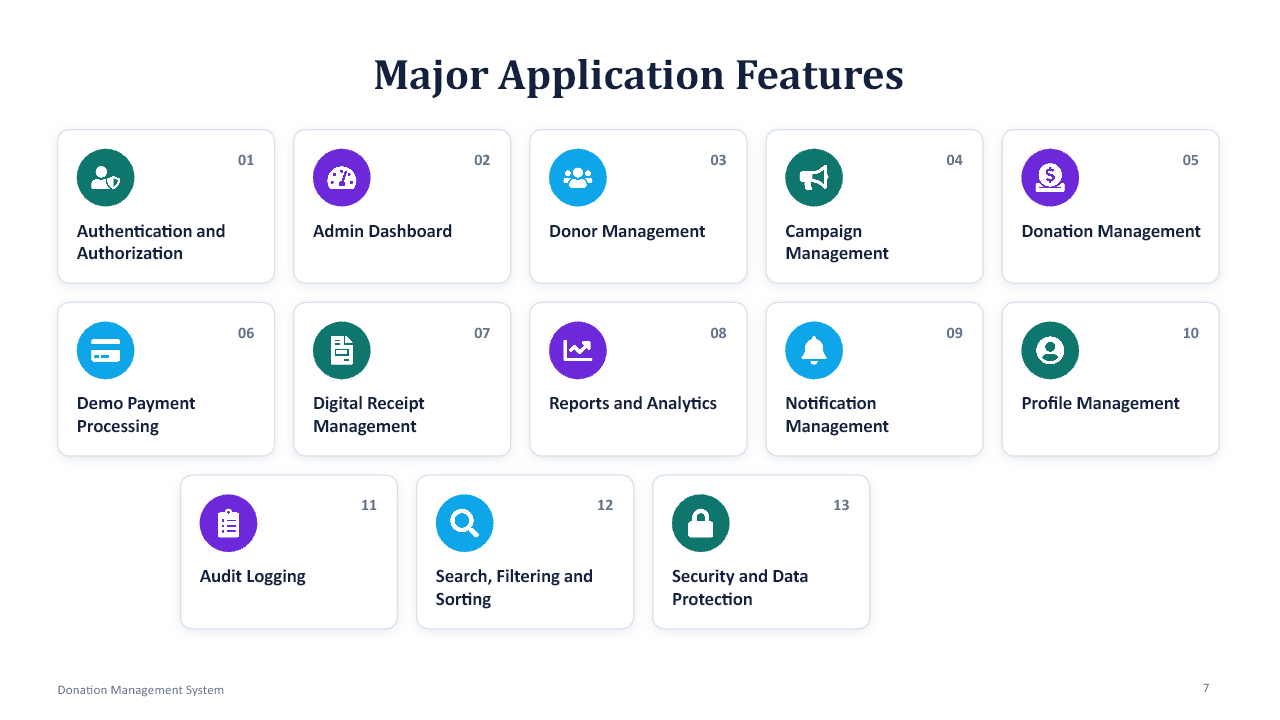 Major Application Features
01
Authentication and
Authorization
02
Admin Dashboard
03
Donor Management
04
Campaign
Management
05
Donation Management
06
Demo Payment
Processing
07
Digital Receipt
Management
08
Reports and Analytics
09
Notification
Management
10
Profile Management
11
Audit Logging
12
Search, Filtering and
Sorting
13
Security and Data
Protection
Donation Management System
7